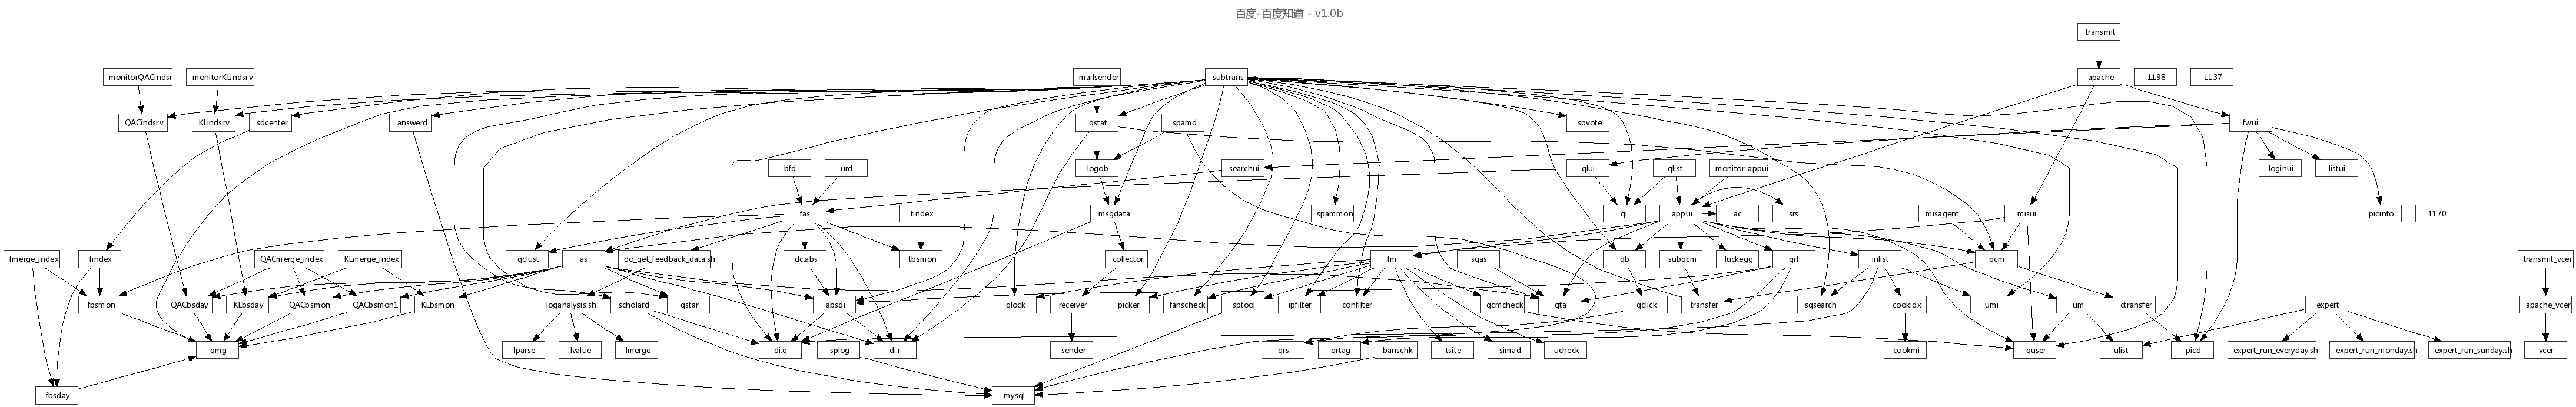 百度-百度知道 - v1.0b
transmit
monitorQACindsr
monitorKLindsrv
mailsender
subtrans
apache
1198
1137
QACindsrv
KLindsrv
sdcenter
answerd
qstat
spamd
spvote
fwui
bfd
urd
logob
searchui
qlui
qlist
monitor_appui
loginui
listui
fas
tindex
msgdata
spammon
ql
appui
ac
srs
misagent
misui
picinfo
1170
fmerge_index
findex
QACmerge_index
KLmerge_index
qclust
as
do_get_feedback_data.sh
dc.abs
tbsmon
collector
fm
sqas
qb
subqcm
luckegg
qrl
inlist
qcm
transmit_vcer
fbsmon
QACbsday
KLbsday
QACbsmon
QACbsmon1
KLbsmon
loganalysis.sh
scholard
qstar
absdi
qlock
receiver
picker
fanscheck
sptool
ipfilter
confilter
qcmcheck
qta
qclick
transfer
sqsearch
cookidx
umi
um
ctransfer
expert
apache_vcer
qmg
lparse
lvalue
lmerge
di.q
splog
di.r
sender
qrs
qrtag
banschk
tsite
simad
ucheck
cookmi
quser
ulist
picd
expert_run_everyday.sh
expert_run_monday.sh
expert_run_sunday.sh
vcer
fbsday
mysql